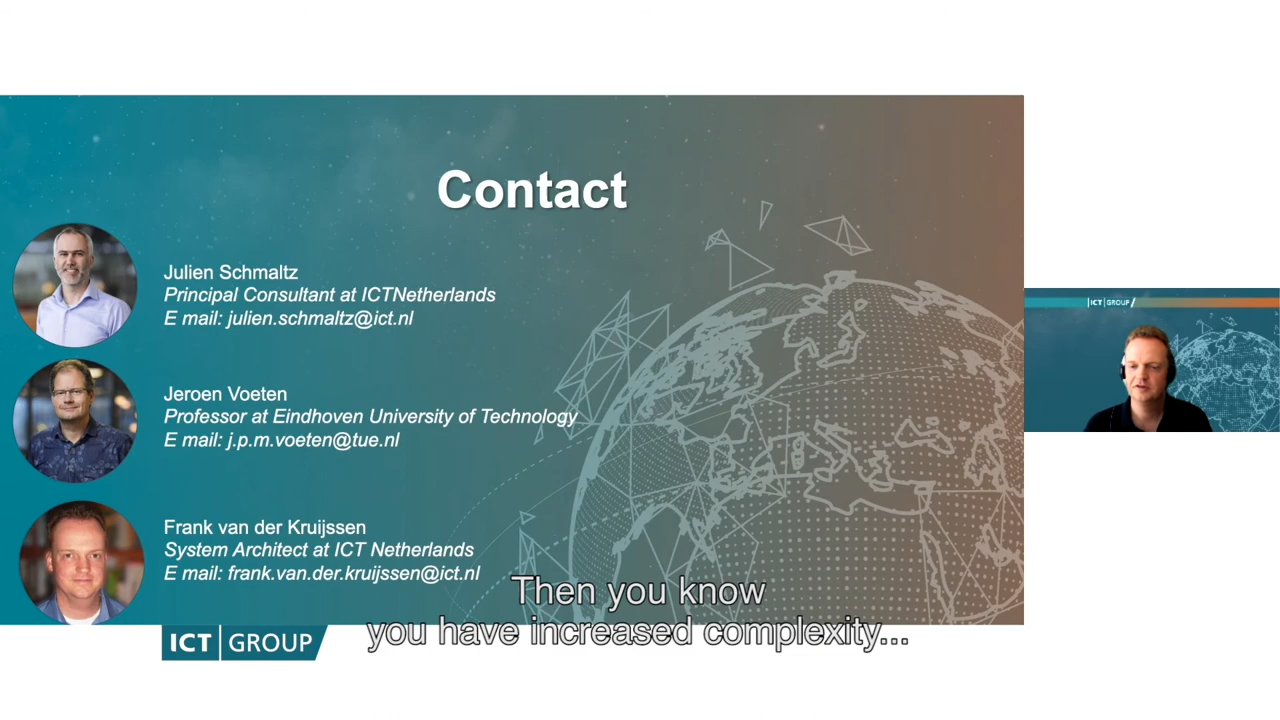 Contact
Julien Schmaltz
Principal Consultant at ICTNetherlands
E mail: julien.schmaltz@ict.nl
Jeroen Voeten
Professor at Eindhoven University of Technology
E mail: j.p.m.voeten@tue.nl
Frank van der Kruijssen
System Architect at ICT Netherlands
E mail: frank.van.der.kruijssen@ict.nl
ICT GROUP
ICT GROUP
Then you know
you have increased complexity...